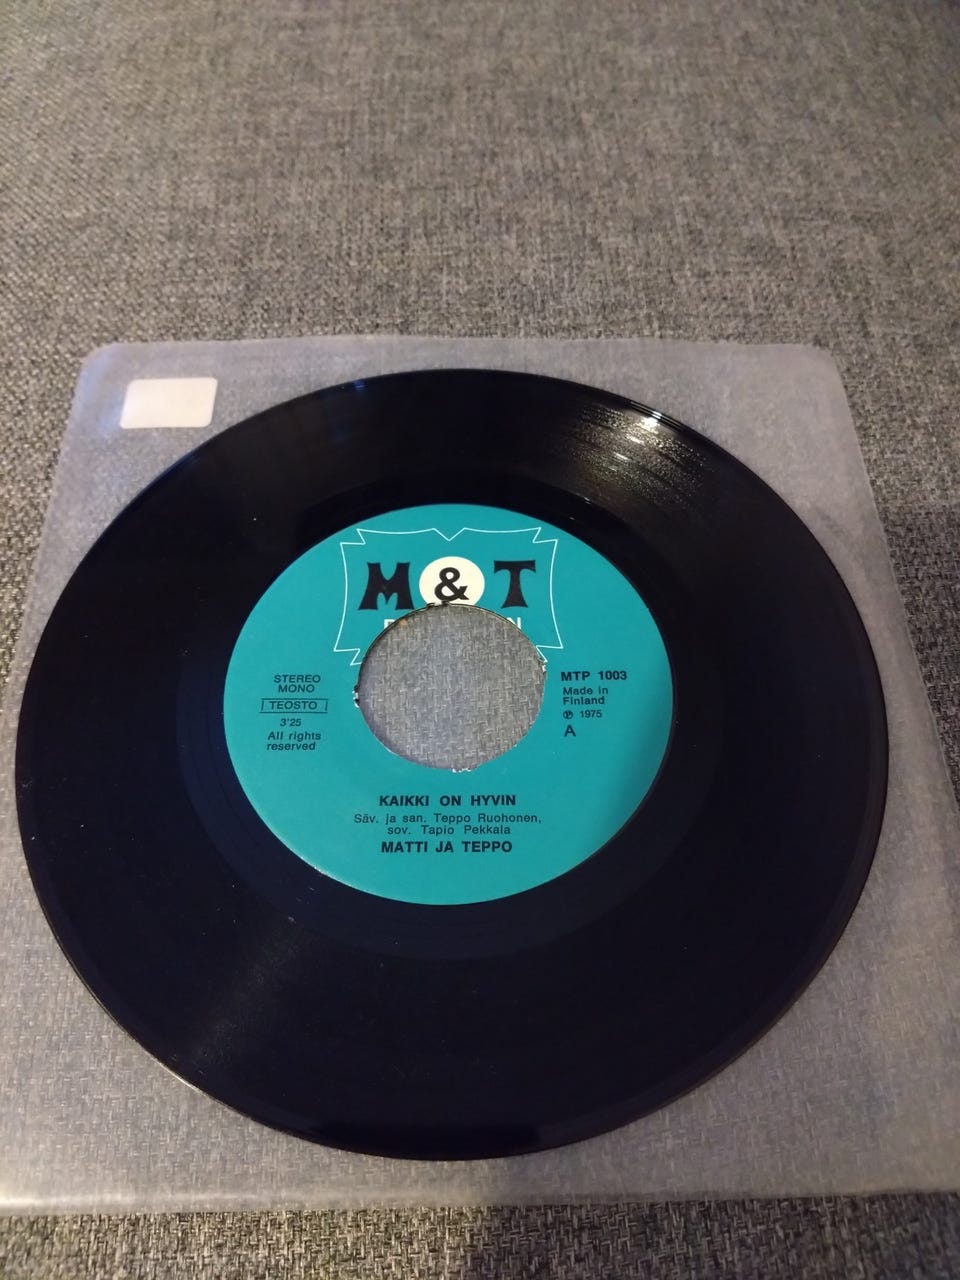 M & T
STEREO
MONO
TEOSTO
3'25
All rights
reserved
MTP 1003
Made in
Finland
℗ 1975
A
KAIKKI ON HYVIN
Säv. ja san. Teppo Ruohonen,
sov. Tapio Pekkala
MATTI JA TEPPO